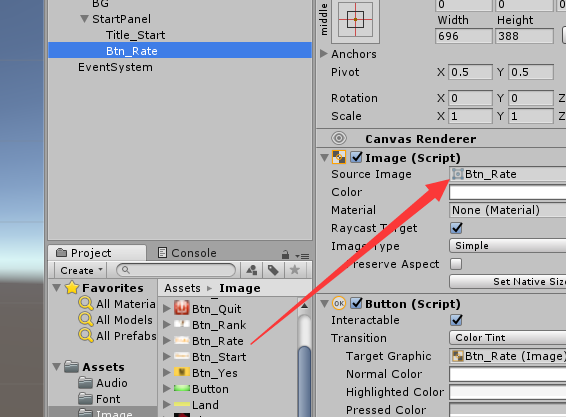 BG
StartPanel
Title_Start
Btn_Rate
EventSystem
Project
Console
Create
Favorites
All Materia
All Models
All Prefabs
Assets
Audio
Font
Image
Assets Image
Btn_Quit
Btn_Rank
Btn_Rate
Btn_Start
Btn_Yes
Button
Land
middle
0 0 0
Width Height
696 388
Anchors
Pivot X 0.5 Y 0.5
Rotation X 0 Y 0 Z
Scale X 1 Y 1 Z
Canvas Renderer
Image (Script)
Source Image Btn_Rate
Color
Material None (Material)
Raycast Target
Image Type Simple
reserve Aspect
Set Native Size
OK Button (Script)
Interactable
Transition Color Tint
Target Graphic Btn_Rate (Image)
Normal Color
Highlighted Color
Pressed Color